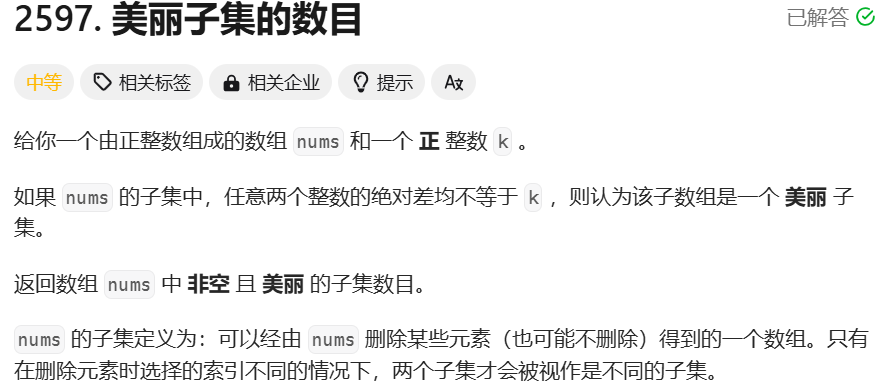 2597. 美丽子集的数目
已解答
中等 相关标签 相关企业 提示 A文
给你一个由正整数组成的数组 nums 和一个 正 整数 k 。
如果 nums 的子集中，任意两个整数的绝对差均不等于 k ，则认为该子数组是一个 美丽 子
集。
返回数组 nums 中 非空 且 美丽 的子集数目。
nums 的子集定义为：可以经由 nums 删除某些元素（也可能不删除）得到的一个数组。只有
在删除元素时选择的索引不同的情况下，两个子集才会被视作是不同的子集。